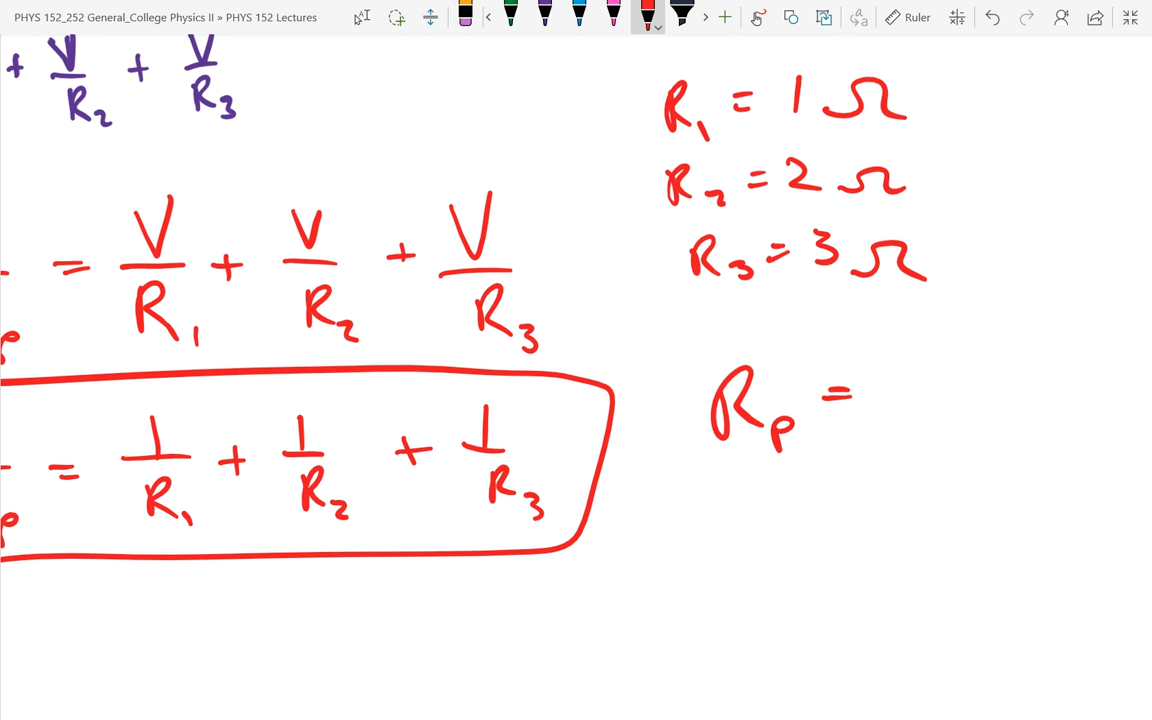 PHYS 152_252 General_College Physics II » PHYS 152 Lectures
Ruler
+ V/R₂ + V/R₃
= V/R₁ + V/R₂ + V/R₃
= 1/R₁ + 1/R₂ + 1/R₃
R₁ = 1 Ω
R₂ = 2 Ω
R₃ = 3 Ω
Rₚ =